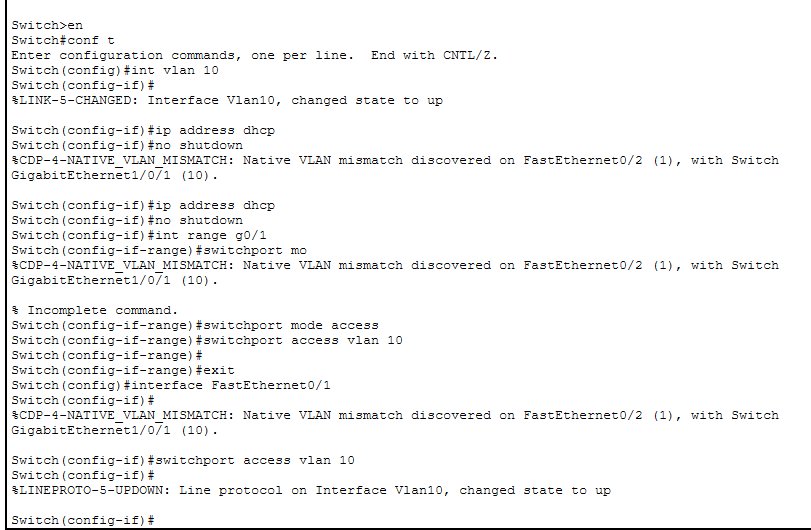 Switch>en
Switch#conf t
Enter configuration commands, one per line.  End with CNTL/Z.
Switch(config)#int vlan 10
Switch(config-if)#
%LINK-5-CHANGED: Interface Vlan10, changed state to up
Switch(config-if)#ip address dhcp
Switch(config-if)#no shutdown
%CDP-4-NATIVE_VLAN_MISMATCH: Native VLAN mismatch discovered on FastEthernet0/2 (1), with Switch
GigabitEthernet1/0/1 (10).
Switch(config-if)#ip address dhcp
Switch(config-if)#no shutdown
Switch(config-if)#int range g0/1
Switch(config-if-range)#switchport mo
%CDP-4-NATIVE_VLAN_MISMATCH: Native VLAN mismatch discovered on FastEthernet0/2 (1), with Switch
GigabitEthernet1/0/1 (10).
% Incomplete command.
Switch(config-if-range)#switchport mode access
Switch(config-if-range)#switchport access vlan 10
Switch(config-if-range)#
Switch(config-if-range)#exit
Switch(config)#interface FastEthernet0/1
Switch(config-if)#
%CDP-4-NATIVE_VLAN_MISMATCH: Native VLAN mismatch discovered on FastEthernet0/2 (1), with Switch
GigabitEthernet1/0/1 (10).
Switch(config-if)#switchport access vlan 10
Switch(config-if)#
%LINEPROTO-5-UPDOWN: Line protocol on Interface Vlan10, changed state to up
Switch(config-if)#